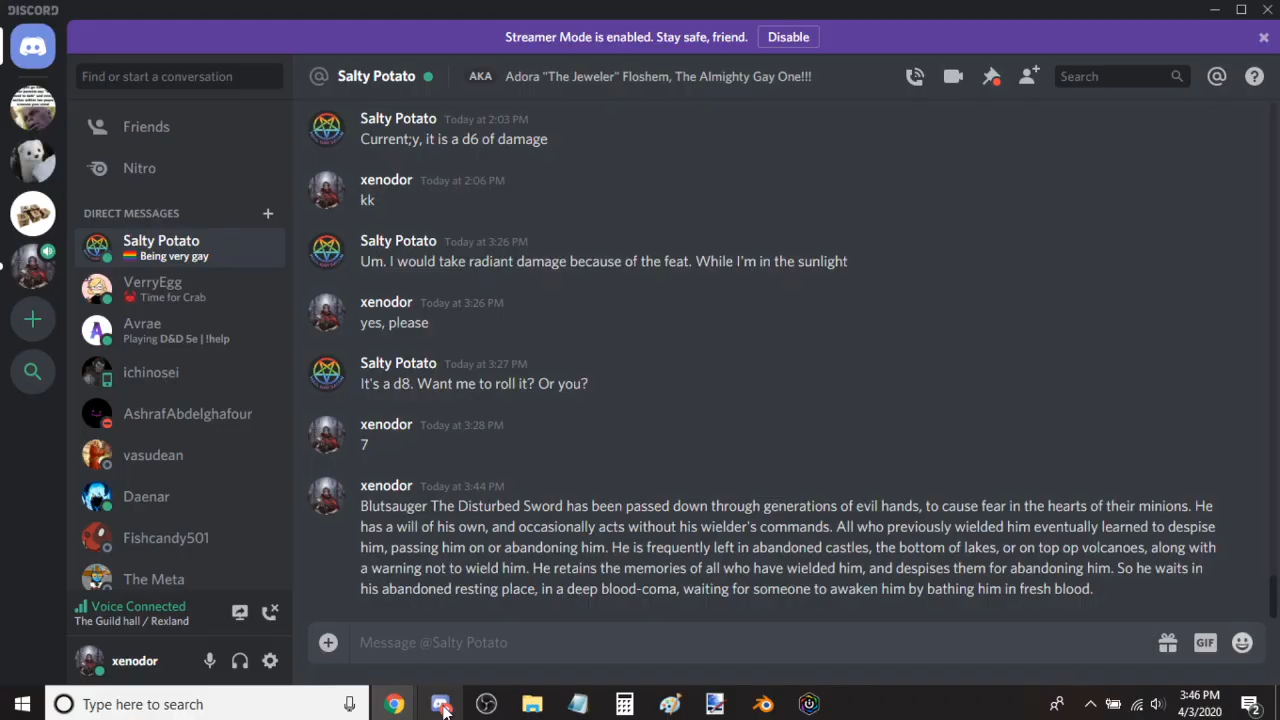 DISCORD
Streamer Mode is enabled. Stay safe, friend. Disable
Find or start a conversation
Salty Potato AKA Adora "The Jeweler" Floshem, The Almighty Gay One!!! Search
Friends
Nitro
DIRECT MESSAGES
Salty Potato
Being very gay
VerryEgg
Time for Crab
Avrae
Playing D&D 5e | !help
ichinosei
AshrafAbdelghafour
vasudean
Daenar
Fishcandy501
The Meta
Voice Connected
The Guild hall / Rexland
xenodor
Salty Potato Today at 2:03 PM
Current;y, it is a d6 of damage
xenodor Today at 2:06 PM
kk
Salty Potato Today at 3:26 PM
Um. I would take radiant damage because of the feat. While I'm in the sunlight
xenodor Today at 3:26 PM
yes, please
Salty Potato Today at 3:27 PM
It's a d8. Want me to roll it? Or you?
xenodor Today at 3:28 PM
7
xenodor Today at 3:44 PM
Blutsauger The Disturbed Sword has been passed down through generations of evil hands, to cause fear in the hearts of their minions. He
has a will of his own, and occasionally acts without his wielder's commands. All who previously wielded him eventually learned to despise
him, passing him on or abandoning him. He is frequently left in abandoned castles, the bottom of lakes, or on top op volcanoes, along with
a warning not to wield him. He retains the memories of all who have wielded him, and despises them for abandoning him. So he waits in
his abandoned resting place, in a deep blood-coma, waiting for someone to awaken him by bathing him in fresh blood.
Message @Salty Potato
GIF
Type here to search
3:46 PM
4/3/2020
2